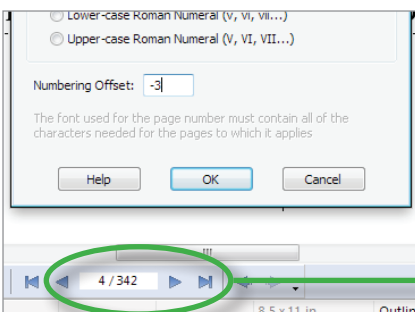 Lower-case Roman Numeral (v, vi, vii...)
Upper-case Roman Numeral (V, VI, VII...)
Numbering Offset: -3
The font used for the page number must contain all of the
characters needed for the pages to which it applies
Help OK Cancel
4 / 342
8.5 x 11 in Outlin